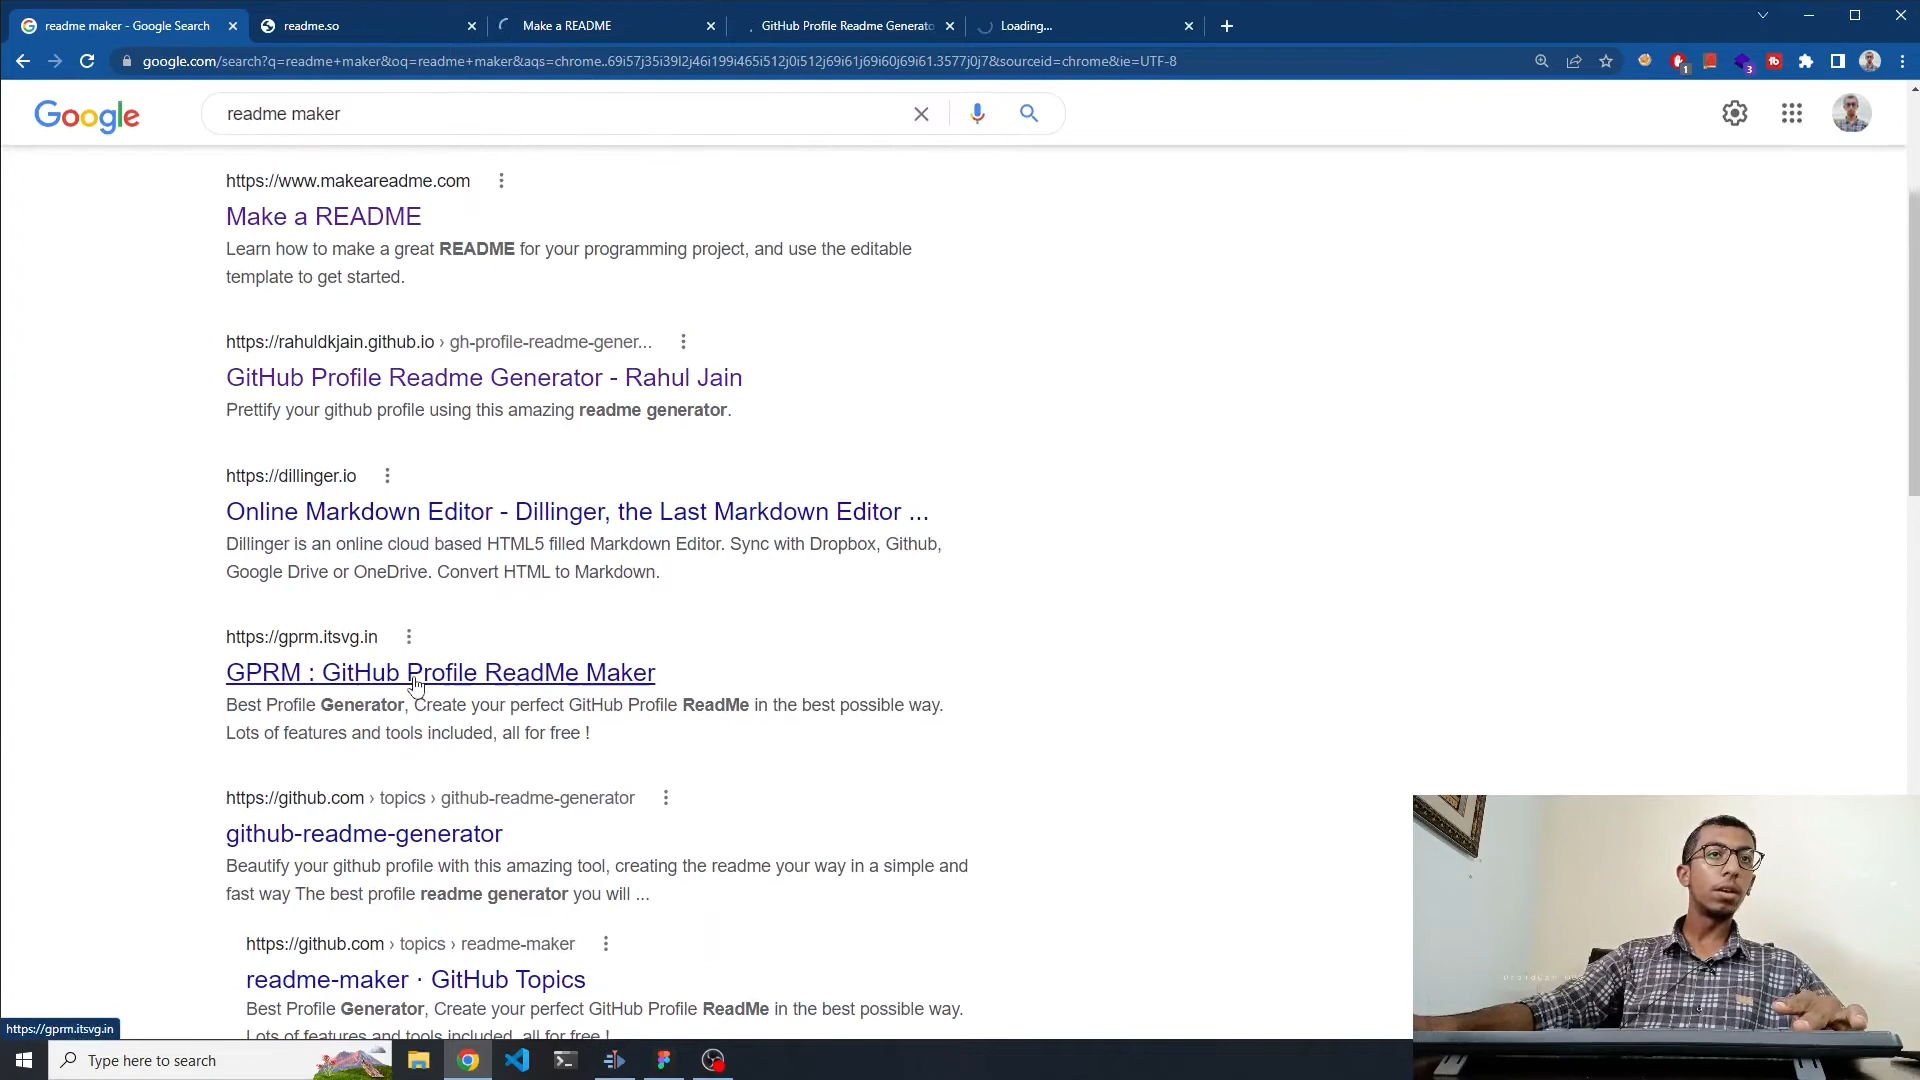 readme maker - Google Search
readme.so
Make a README
GitHub Profile Readme Generato
Loading...
google.com/search?q=readme+maker&oq=readme+maker&aqs=chrome..69i57j35i39l2j46i199i465i512j0i512j69i61j69i60j69i61.3577j0j7&sourceid=chrome&ie=UTF-8
1
3
Google
readme maker
https://www.makeareadme.com
Make a README
Learn how to make a great README for your programming project, and use the editable
template to get started.
https://rahuldkjain.github.io › gh-profile-readme-gener...
GitHub Profile Readme Generator - Rahul Jain
Prettify your github profile using this amazing readme generator.
https://dillinger.io
Online Markdown Editor - Dillinger, the Last Markdown Editor ...
Dillinger is an online cloud based HTML5 filled Markdown Editor. Sync with Dropbox, Github,
Google Drive or OneDrive. Convert HTML to Markdown.
https://gprm.itsvg.in
GPRM : GitHub Profile ReadMe Maker
Best Profile Generator, Create your perfect GitHub Profile ReadMe in the best possible way.
Lots of features and tools included, all for free !
https://github.com › topics › github-readme-generator
github-readme-generator
Beautify your github profile with this amazing tool, creating the readme your way in a simple and
fast way The best profile readme generator you will ...
https://github.com › topics › readme-maker
readme-maker · GitHub Topics
Best Profile Generator, Create your perfect GitHub Profile ReadMe in the best possible way.
Lots of features and tools included, all for free !
https://gprm.itsvg.in
Type here to search